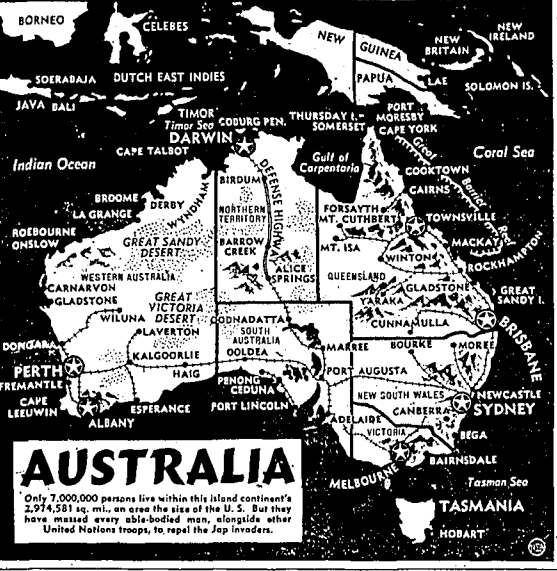 BORNEO
CELEBES
NEW GUINEA
NEW BRITAIN
NEW IRELAND
SOERABAJA
DUTCH EAST INDIES
PAPUA
LAE
SOLOMON IS.
JAVA BALI
TIMOR
Timor Sea
COBURG PEN.
THURSDAY I.
SOMERSET
PORT MORESBY
CAPE YORK
DARWIN
Indian Ocean
CAPE TALBOT
Gulf of Carpentaria
Great Barrier Reef
Coral Sea
BIRDUM
DEFENSE HIGHWAY
COOKTOWN
CAIRNS
BROOME
DERBY
WYNDHAM
LA GRANGE
NORTHERN TERRITORY
FORSAYTH
MT. CUTHBERT
TOWNSVILLE
ROEBOURNE
ONSLOW
GREAT SANDY DESERT
BARROW CREEK
MT. ISA
MACKAY
WINTON
ROCKHAMPTON
WESTERN AUSTRALIA
ALICE SPRINGS
QUEENSLAND
GLADSTONE
GREAT SANDY I.
CARNARVON
GLADSTONE
GREAT VICTORIA DESERT
YARAKA
WILUNA
OODNADATTA
CUNNAMULLA
BRISBANE
LAVERTON
SOUTH AUSTRALIA
DONGARA
KALGOORLIE
OOLDEA
MARREE
BOURKE
MOREE
PERTH
HAIG
PORT AUGUSTA
FREMANTLE
PENONG
CEDUNA
NEW SOUTH WALES
NEWCASTLE
CAPE LEEUWIN
ESPERANCE
PORT LINCOLN
CANBERRA
SYDNEY
ALBANY
ADELAIDE
VICTORIA
BEGA
MELBOURNE
BAIRNSDALE
Tasman Sea
TASMANIA
HOBART
AUSTRALIA
Only 7,000,000 persons live within this island continent's
2,974,581 sq. mi., an area the size of the U. S. But they
have massed every able-bodied man, alongside other
United Nations troops, to repel the Jap invaders.
NEA